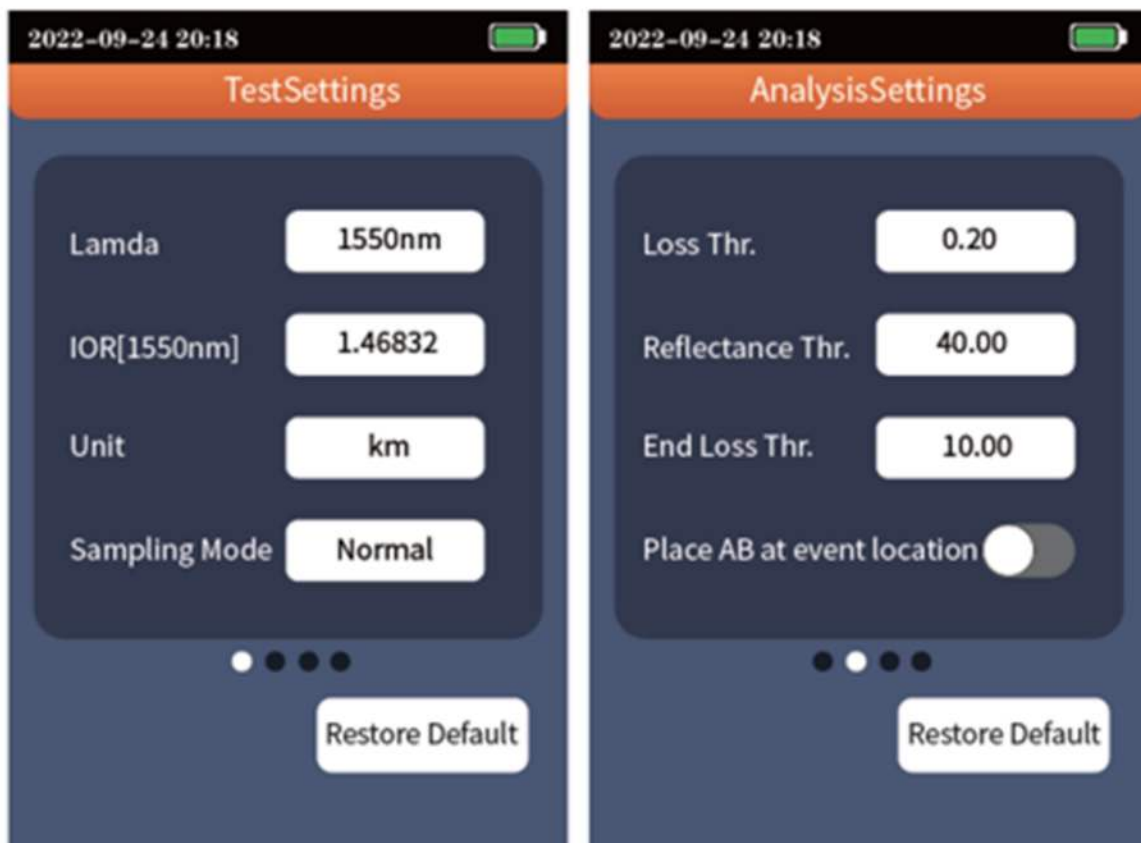 2022-09-24 20:18
TestSettings
Lamda
1550nm
IOR[1550nm]
1.46832
Unit
km
Sampling Mode
Normal
Restore Default
2022-09-24 20:18
AnalysisSettings
Loss Thr.
0.20
Reflectance Thr.
40.00
End Loss Thr.
10.00
Place AB at event location
Restore Default